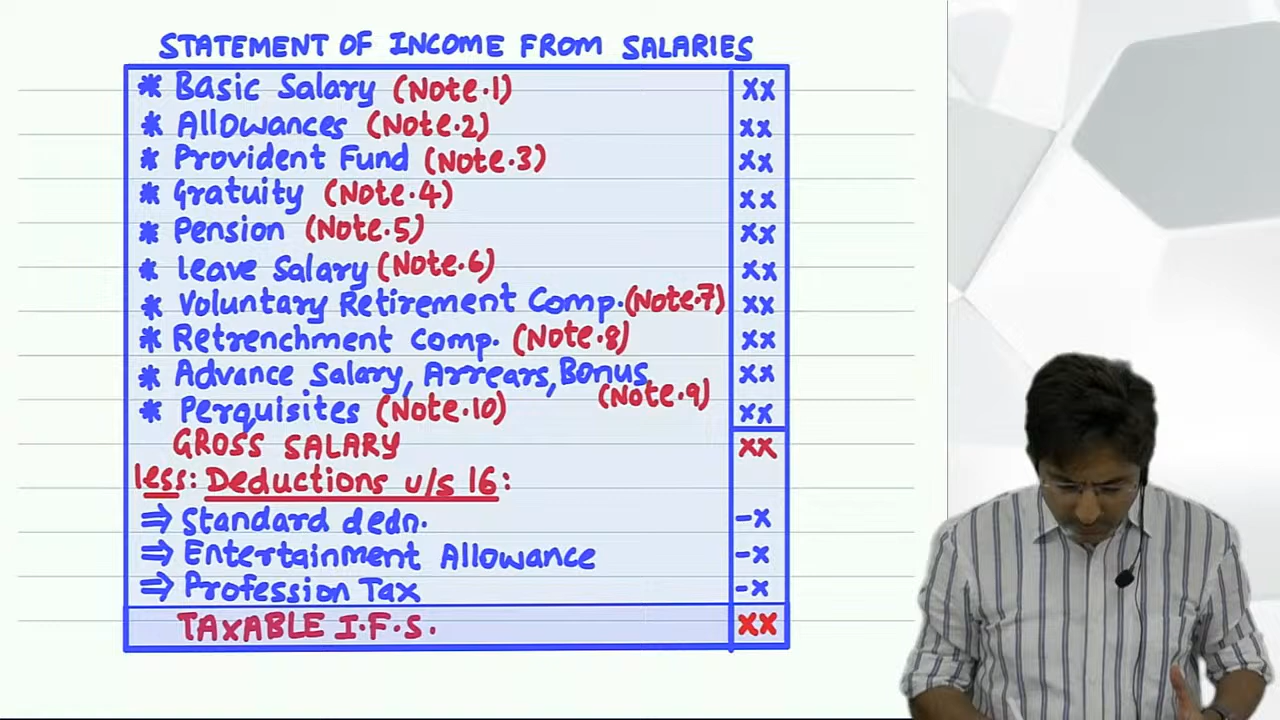 STATEMENT OF INCOME FROM SALARIES
* Basic Salary (Note.1) xx
* Allowances (Note.2) xx
* Provident Fund (Note.3) xx
* Gratuity (Note.4) xx
* Pension (Note.5) xx
* Leave Salary (Note.6) xx
* Voluntary Retirement Comp. (Note.7) xx
* Retrenchment Comp. (Note.8) xx
* Advance Salary, Arrears, Bonus xx
(Note.9)
* Perquisites (Note.10) xx
GROSS SALARY xx
less: Deductions u/s 16:
⇒ Standard dedn. -x
⇒ Entertainment Allowance -x
⇒ Profession Tax -x
TAXABLE I.F.S. xx